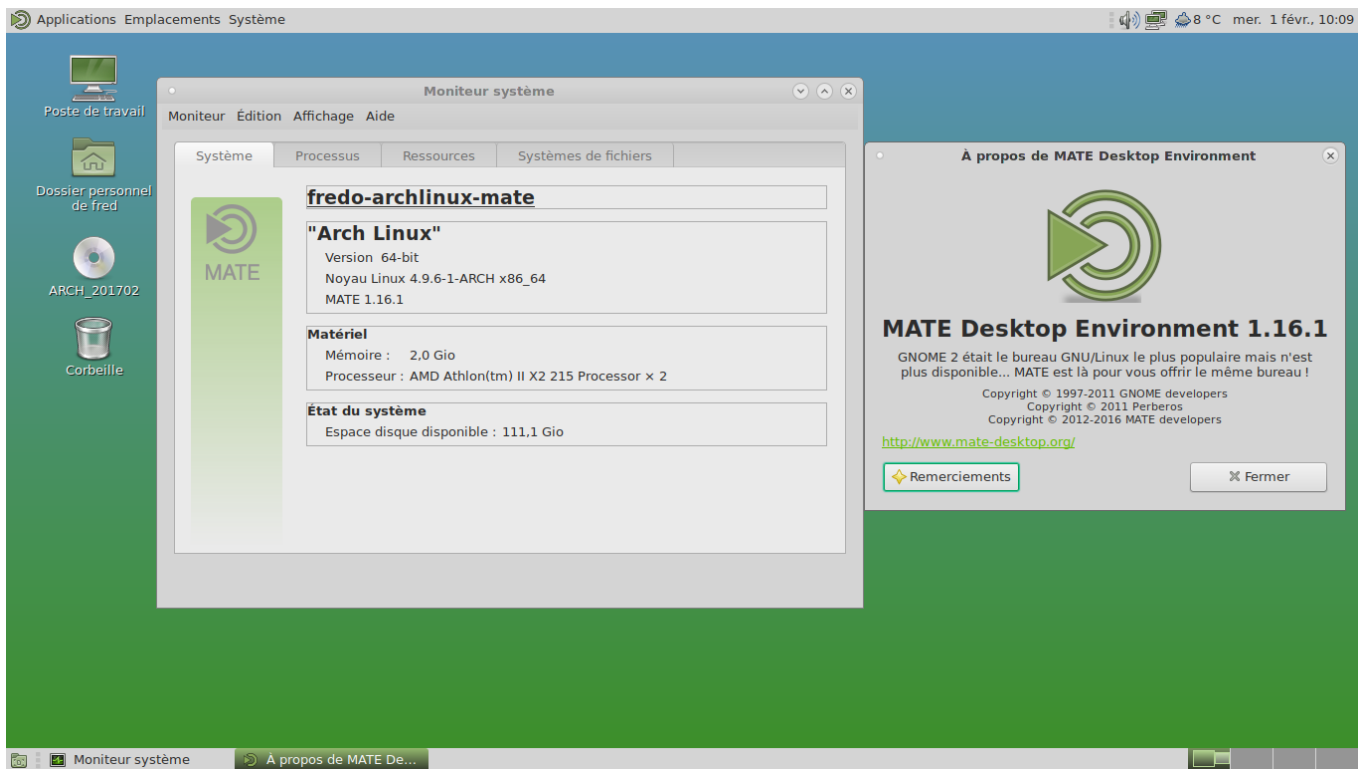 Applications Emplacements Système
8 °C mer. 1 févr., 10:09
Poste de travail
Dossier personnel
de fred
ARCH_201702
Corbeille
Moniteur système
Moniteur Édition Affichage Aide
Système Processus Ressources Systèmes de fichiers
MATE
fredo-archlinux-mate
"Arch Linux"
Version 64-bit
Noyau Linux 4.9.6-1-ARCH x86_64
MATE 1.16.1
Matériel
Mémoire : 2,0 Gio
Processeur : AMD Athlon(tm) II X2 215 Processor × 2
État du système
Espace disque disponible : 111,1 Gio
À propos de MATE Desktop Environment
MATE Desktop Environment 1.16.1
GNOME 2 était le bureau GNU/Linux le plus populaire mais n'est
plus disponible... MATE est là pour vous offrir le même bureau !
Copyright © 1997-2011 GNOME developers
Copyright © 2011 Perberos
Copyright © 2012-2016 MATE developers
http://www.mate-desktop.org/
Remerciements
Fermer
Moniteur système
À propos de MATE De...